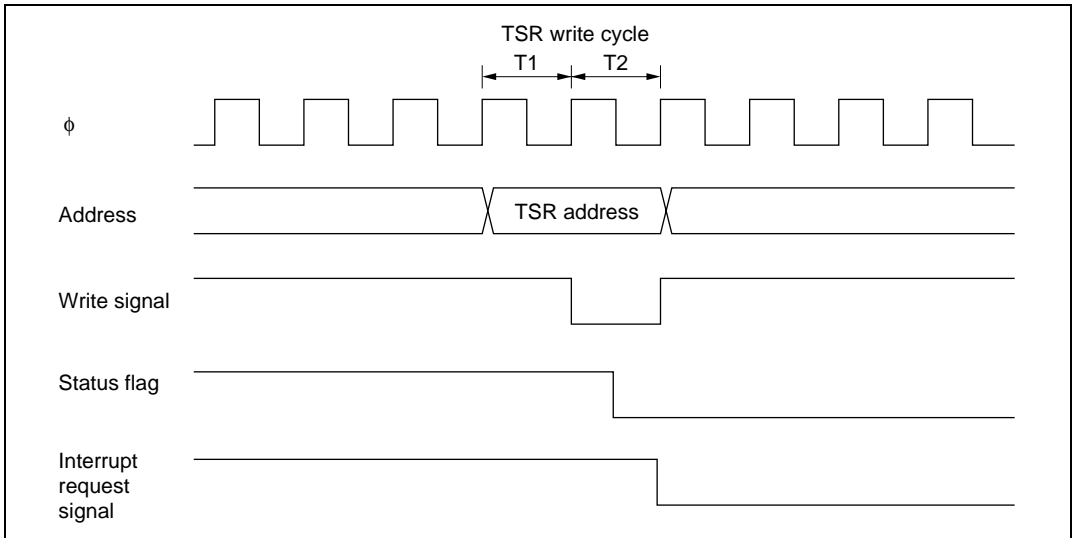 TSR write cycle
T1 T2
ϕ
Address
TSR address
Write signal
Status flag
Interrupt
request
signal